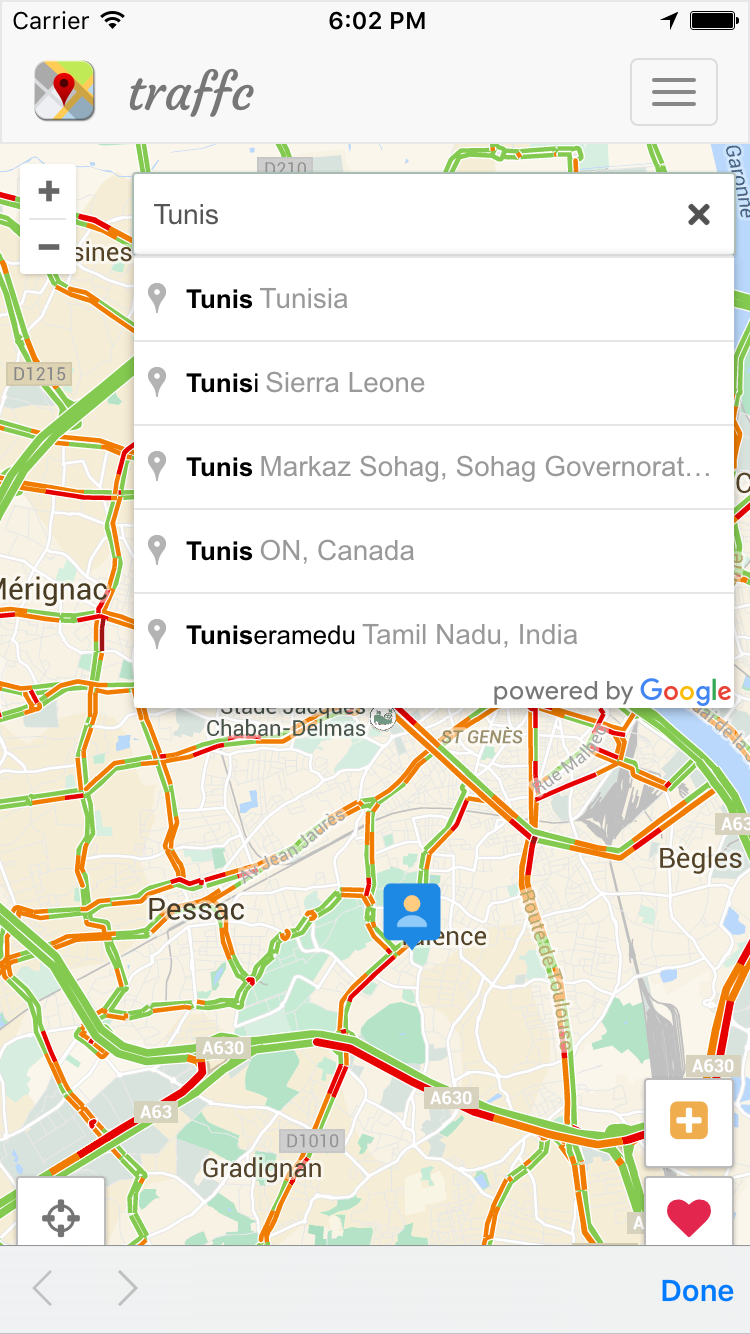 Carrier 6:02 PM
traffc
D210
Garonne
Tunis
sines
Tunis Tunisia
D1215
Tunisi Sierra Leone
Tunis Markaz Sohag, Sohag Governorat...
Tunis ON, Canada
Mérignac
Tuniseramedu Tamil Nadu, India
powered by Google
Stade Jacques
Chaban-Delmas
ST GENÈS
Rue Malbec
A63
Av Jean Jaurès
Bègles
Pessac
Talence
Route de Toulouse
A630
A630
A630
A63
D1010
Gradignan
A
Done